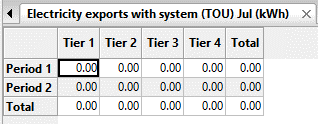 Electricity exports with system (TOU) Jul (kWh)
Tier 1 Tier 2 Tier 3 Tier 4 Total
Period 1 0.00 0.00 0.00 0.00 0.00
Period 2 0.00 0.00 0.00 0.00 0.00
Total 0.00 0.00 0.00 0.00 0.00